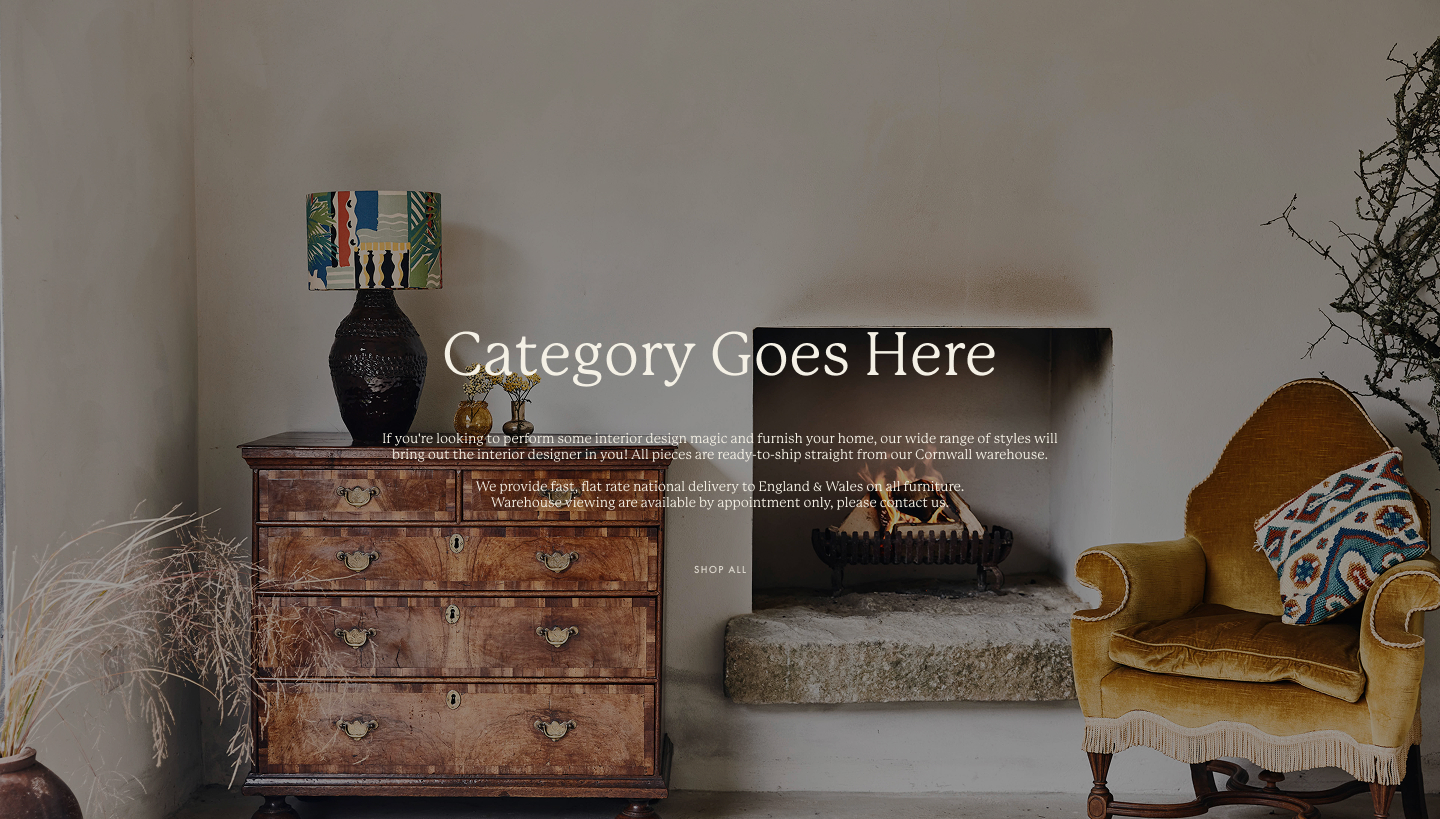 Category Goes Here
If you're looking to perform some interior design magic and furnish your home, our wide range of styles will
bring out the interior designer in you! All pieces are ready-to-ship straight from our Cornwall warehouse.
We provide fast, flat rate national delivery to England & Wales on all furniture.
Warehouse viewing are available by appointment only, please contact us.
SHOP ALL